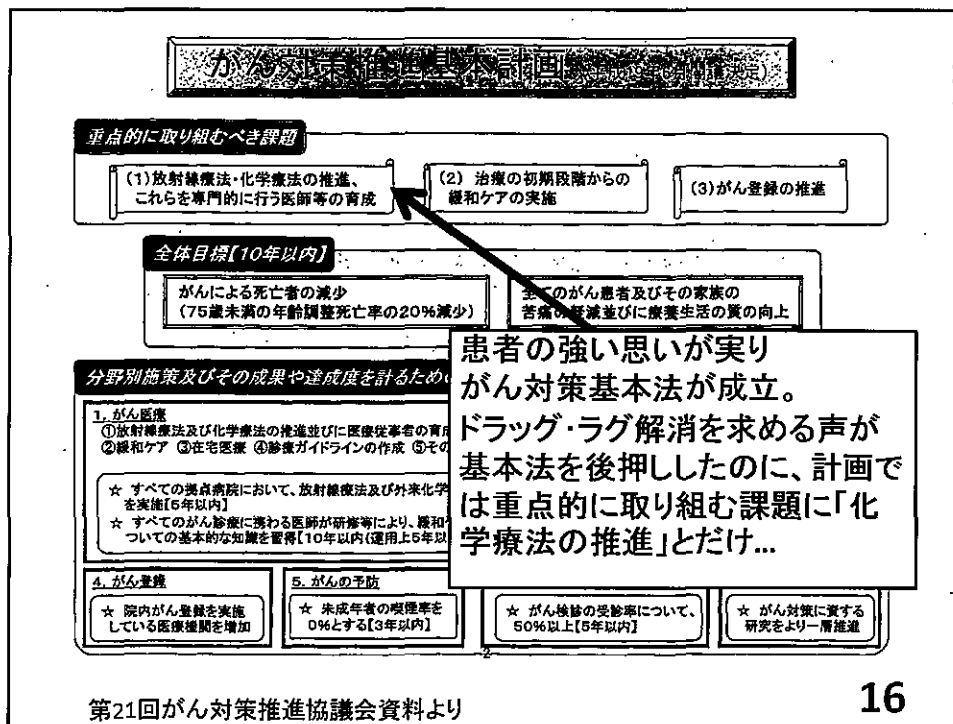 がん対策推進基本計画
重点的に取り組むべき課題
(1)放射線療法・化学療法の推進、
これらを専門的に行う医師等の育成
(2) 治療の初期段階からの
緩和ケアの実施
(3)がん登録の推進
全体目標【10年以内】
がんによる死亡者の減少
(75歳未満の年齢調整死亡率の20%減少)
全てのがん患者及びその家族の
苦痛の軽減並びに療養生活の質の向上
患者の強い思いが実り
がん対策基本法が成立。
ドラッグ・ラグ解消を求める声が
基本法を後押ししたのに、計画で
は重点的に取り組む課題に「化
学療法の推進」とだけ…
分野別施策及びその成果や達成度を計るための
1. がん医療
①放射線療法及び化学療法の推進並びに医療従事者の育成
②緩和ケア ③在宅医療 ④診療ガイドラインの作成 ⑤その
☆ すべての拠点病院において、放射線療法及び外来化学
を実施【5年以内】
☆ すべてのがん診療に携わる医師が研修等により、緩和
ついての基本的な知識を習得【10年以内(運用上5年以
4. がん登録
☆ 院内がん登録を実施
している医療機関を増加
5. がんの予防
☆ 未成年者の喫煙率を
0%とする【3年以内】
☆ がん検診の受診率について、
50%以上【5年以内】
☆ がん対策に資する
研究をより一層推進
2
第21回がん対策推進協議会資料より
16